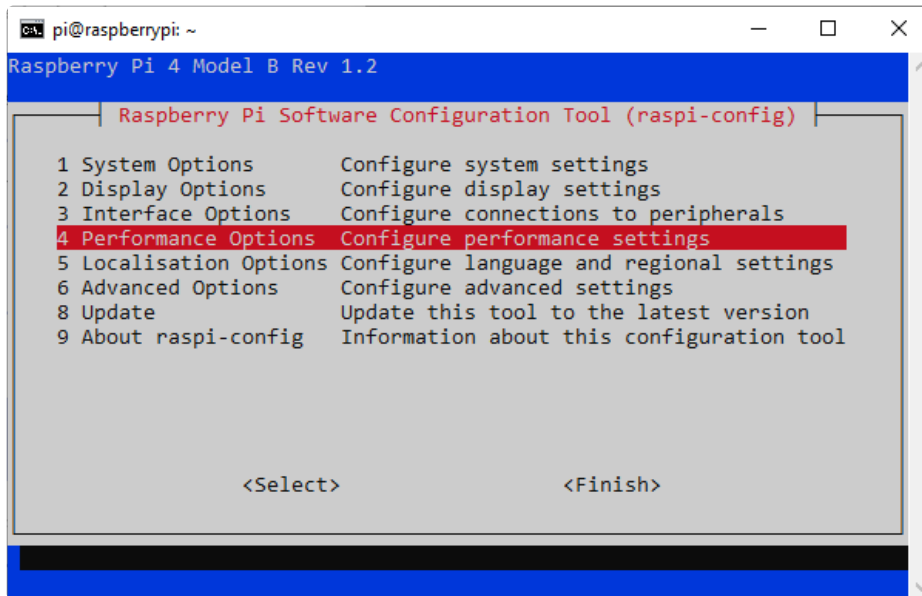 pi@raspberrypi: ~
Raspberry Pi 4 Model B Rev 1.2
Raspberry Pi Software Configuration Tool (raspi-config)
1 System Options Configure system settings
2 Display Options Configure display settings
3 Interface Options Configure connections to peripherals
4 Performance Options Configure performance settings
5 Localisation Options Configure language and regional settings
6 Advanced Options Configure advanced settings
8 Update Update this tool to the latest version
9 About raspi-config Information about this configuration tool
<Select> <Finish>